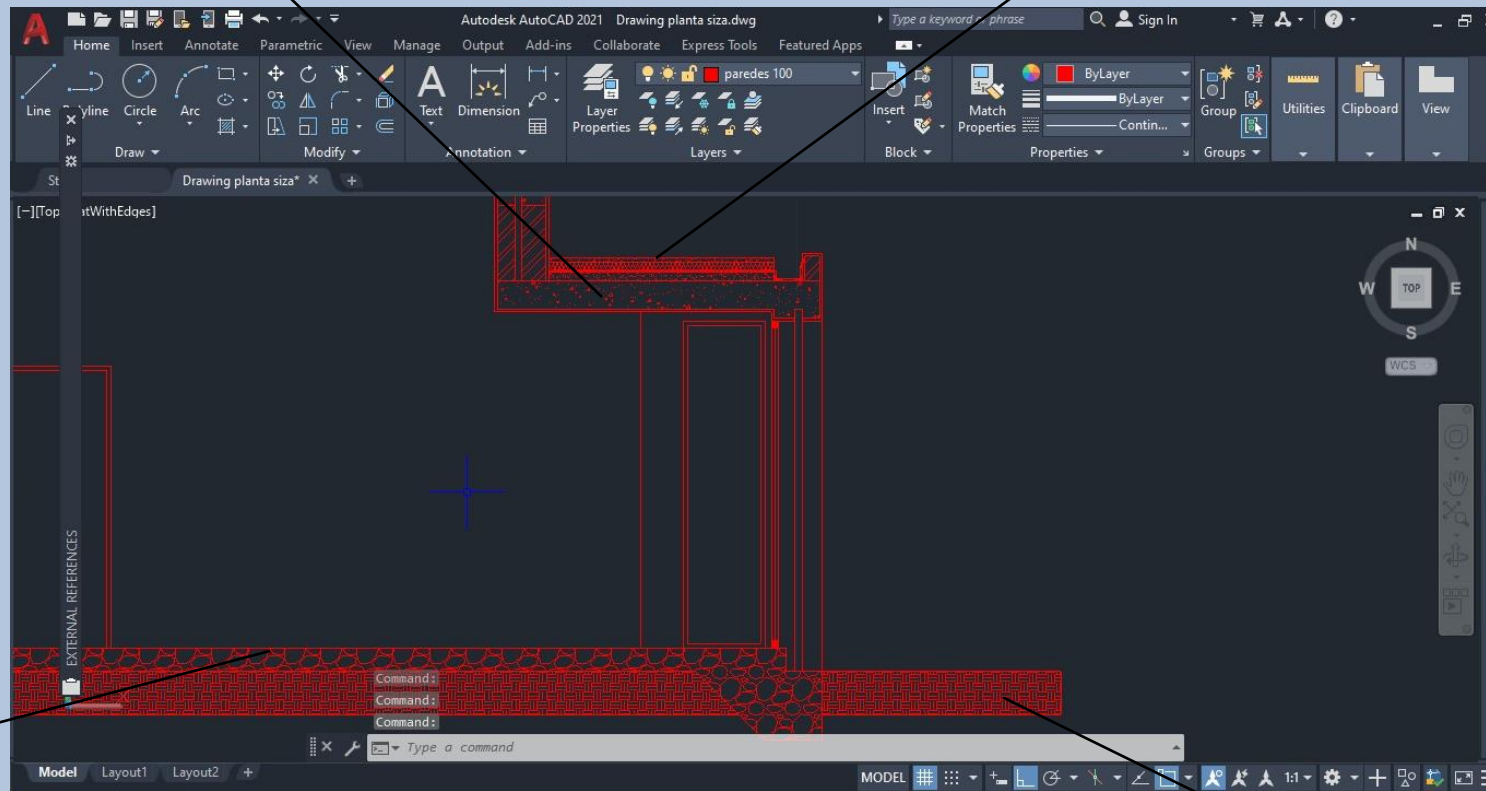 Autodesk AutoCAD 2021 Drawing planta siza.dwg
Type a keyword or phrase
Sign In
Home Insert Annotate Parametric View Manage Output Add-ins Collaborate Express Tools Featured Apps
paredes 100
ByLayer
ByLayer
Contin...
Line Circle Arc
Text Dimension
Layer
Properties
Insert
Match
Properties
Group Utilities Clipboard View
Draw Modify Annotation Layers Block Properties Groups
St Drawing planta siza*
[−][Top atWithEdges]
N
W TOP E
S
WCS
EXTERNAL REFERENCES
Command:
Command:
Command:
Type a command
Model Layout1 Layout2 +
MODEL 1:1